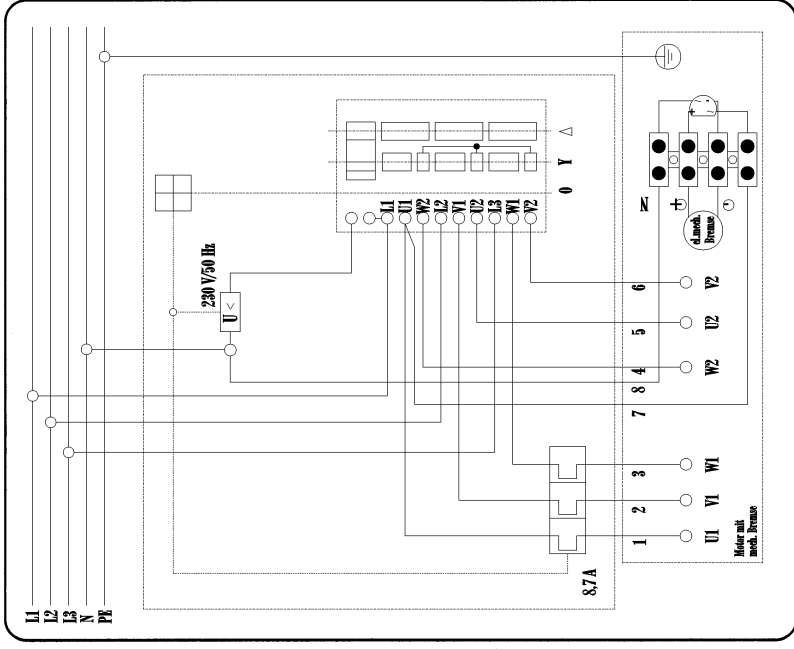 L1
L2
L3
N
PE
230 V/50 Hz
U <
L1
U1
W2
L2
V1
U2
L3
W1
V2
0
Y
△
8,7 A
1
2
3
7
8
4
5
6
U1
V1
W1
W2
U2
V2
N
+
-
el.mech.
Bremse
+
-
Motor mit
mech. Bremse